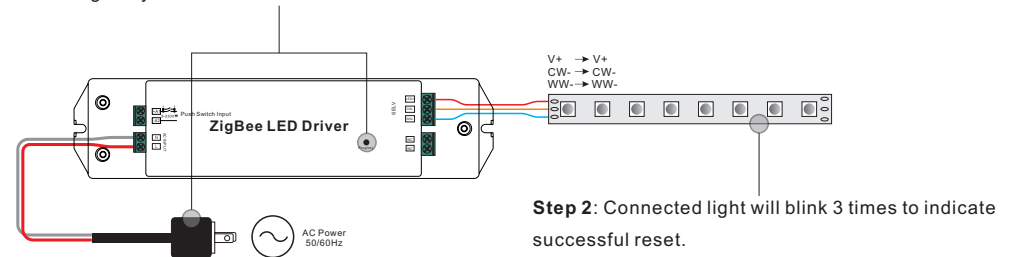 V+ → V+
CW- → CW-
WW- → WW-
Push Switch Input
ZigBee LED Driver
AC Power
50/60Hz
Step 2: Connected light will blink 3 times to indicate
successful reset.